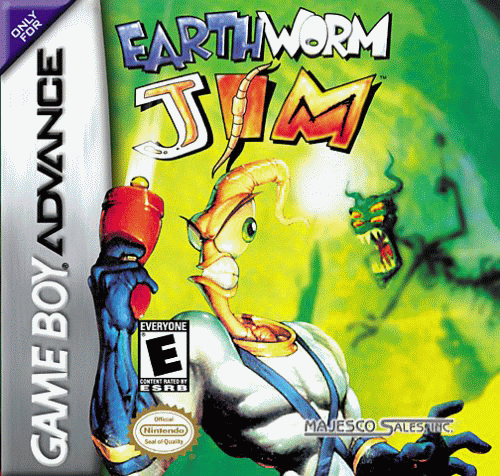 ONLY
FOR
GAME BOY ADVANCE
EARTHWORM
JIM
™
EVERYONE
E
CONTENT RATED BY
ESRB
Official
Nintendo
Seal of Quality
MAJESCO SALES INC.